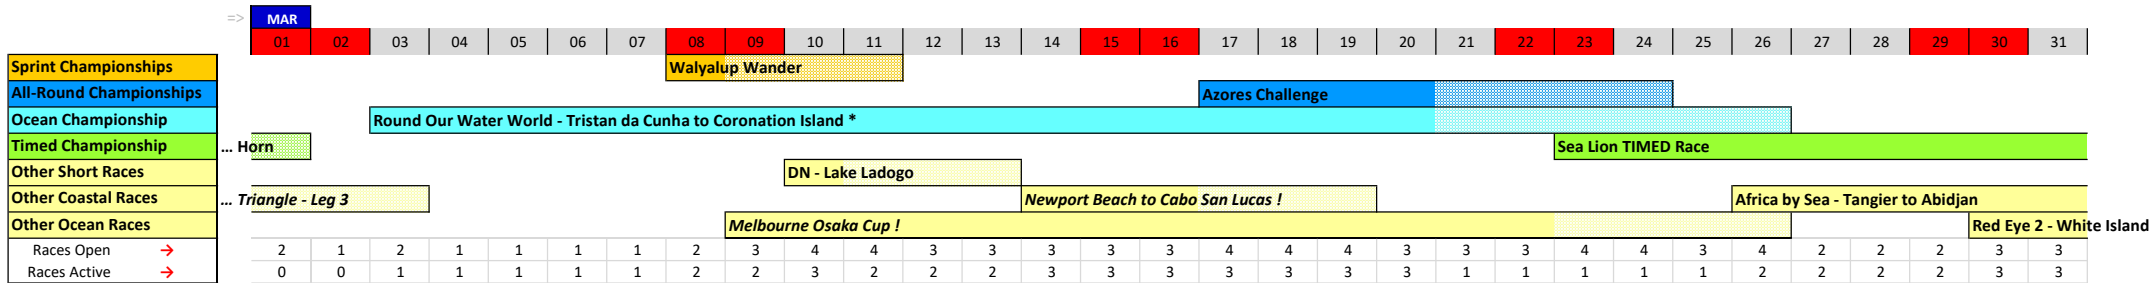 => MAR
01 02 03 04 05 06 07 08 09 10 11 12 13 14 15 16 17 18 19 20 21 22 23 24 25 26 27 28 29 30 31
Sprint Championships Walyalup Wander
All-Round Championships Azores Challenge
Ocean Championship Round Our Water World - Tristan da Cunha to Coronation Island *
Timed Championship ... Horn Sea Lion TIMED Race
Other Short Races DN - Lake Ladogo
Other Coastal Races ... Triangle - Leg 3 Newport Beach to Cabo San Lucas ! Africa by Sea - Tangier to Abidjan
Other Ocean Races Melbourne Osaka Cup ! Red Eye 2 - White Island
Races Open → 2 1 2 1 1 1 1 2 3 4 4 3 3 3 3 3 4 4 4 3 3 3 4 4 3 4 2 2 2 3 3
Races Active → 0 0 1 1 1 1 1 2 2 3 2 2 2 3 3 3 3 3 3 3 1 1 1 1 1 2 2 2 2 3 3